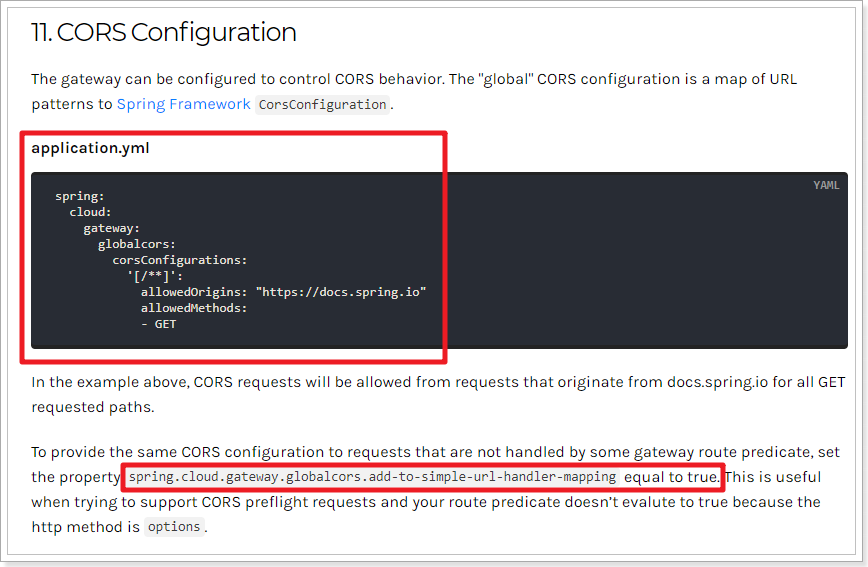 11. CORS Configuration
The gateway can be configured to control CORS behavior. The "global" CORS configuration is a map of URL
patterns to Spring Framework CorsConfiguration.
application.yml
YAML
spring:
  cloud:
    gateway:
      globalcors:
        corsConfigurations:
          '[/**]':
            allowedOrigins: "https://docs.spring.io"
            allowedMethods:
            - GET
In the example above, CORS requests will be allowed from requests that originate from docs.spring.io for all GET
requested paths.
To provide the same CORS configuration to requests that are not handled by some gateway route predicate, set
the property spring.cloud.gateway.globalcors.add-to-simple-url-handler-mapping equal to true. This is useful
when trying to support CORS preflight requests and your route predicate doesn't evalute to true because the
http method is options.